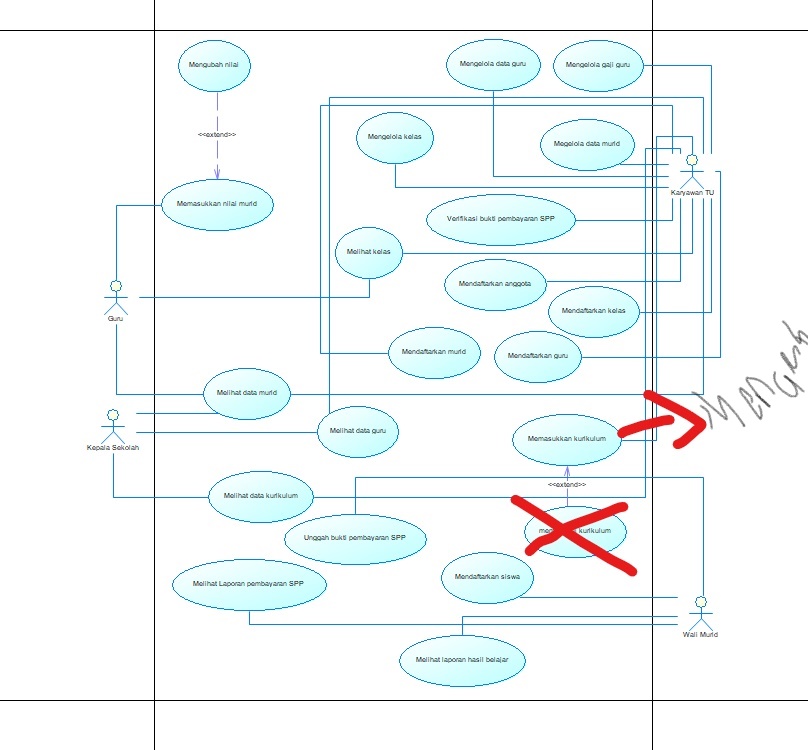 Mengubah nilai
Mengelola data guru
Megelola gaji guru
<<extend>>
Mengelola kelas
Megelola data murid
Karyawan TU
Memasukkan nilai murid
Verifikasi bukti pembayaran SPP
Melihat kelas
Mendaftarkan anggota
Mendaftarkan kelas
Guru
Mendaftarkan murid
Mendaftarkan guru
Melihat data murid
Kepala Sekolah
Melihat data guru
Memasukkan kurikulum
<<extend>>
Melihat data kurikulum
kurikulum
Unggah bukti pembayaran SPP
Mendaftarkan siswa
Melihat Laporan pembayaran SPP
Wali Murid
Melihat laporan hasil belajar